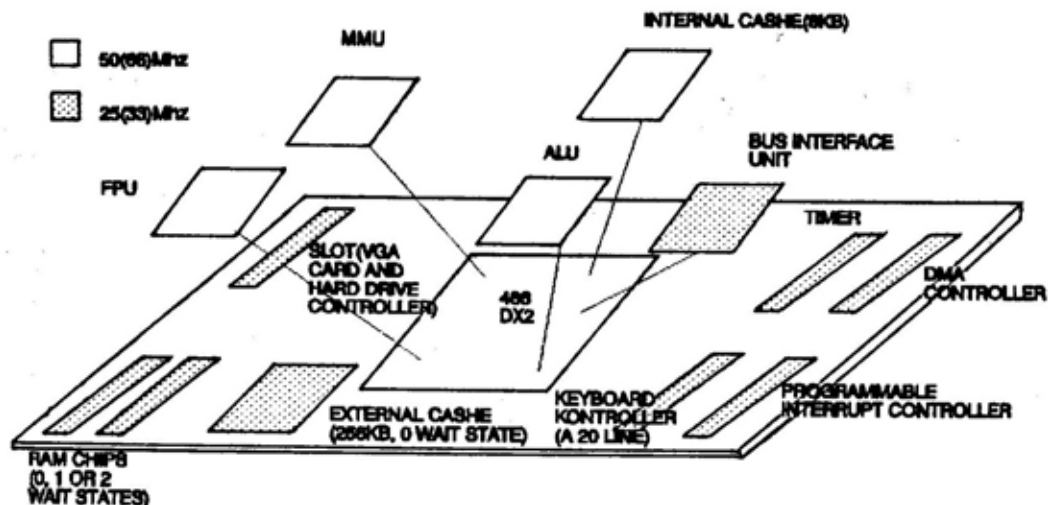 INTERNAL CASHE(8KB)
MMU
50(66)Mhz
25(33)Mhz
ALU
BUS INTERFACE
UNIT
FPU
TIMER
SLOT(VGA
CARD AND
HARD DRIVE
CONTROLLER)
DMA
CONTROLLER
486
DX2
EXTERNAL CASHE
(256KB, 0 WAIT STATE)
KEYBOARD
KONTROLLER
(A 20 LINE)
PROGRAMMABLE
INTERRUPT CONTROLLER
RAM CHIPS
(0, 1 OR 2
WAIT STATES)